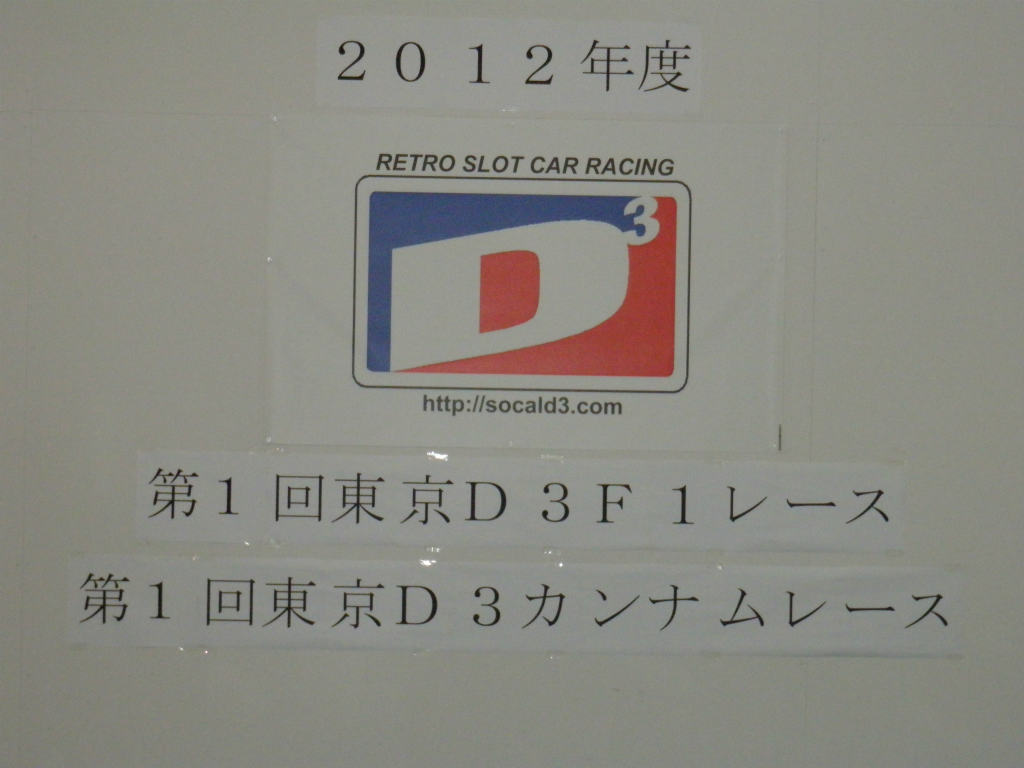 ２０１２年度
RETRO SLOT CAR RACING
D3
http://socald3.com
第１回東京Ｄ３Ｆ１レース
第１回東京Ｄ３カンナムレース